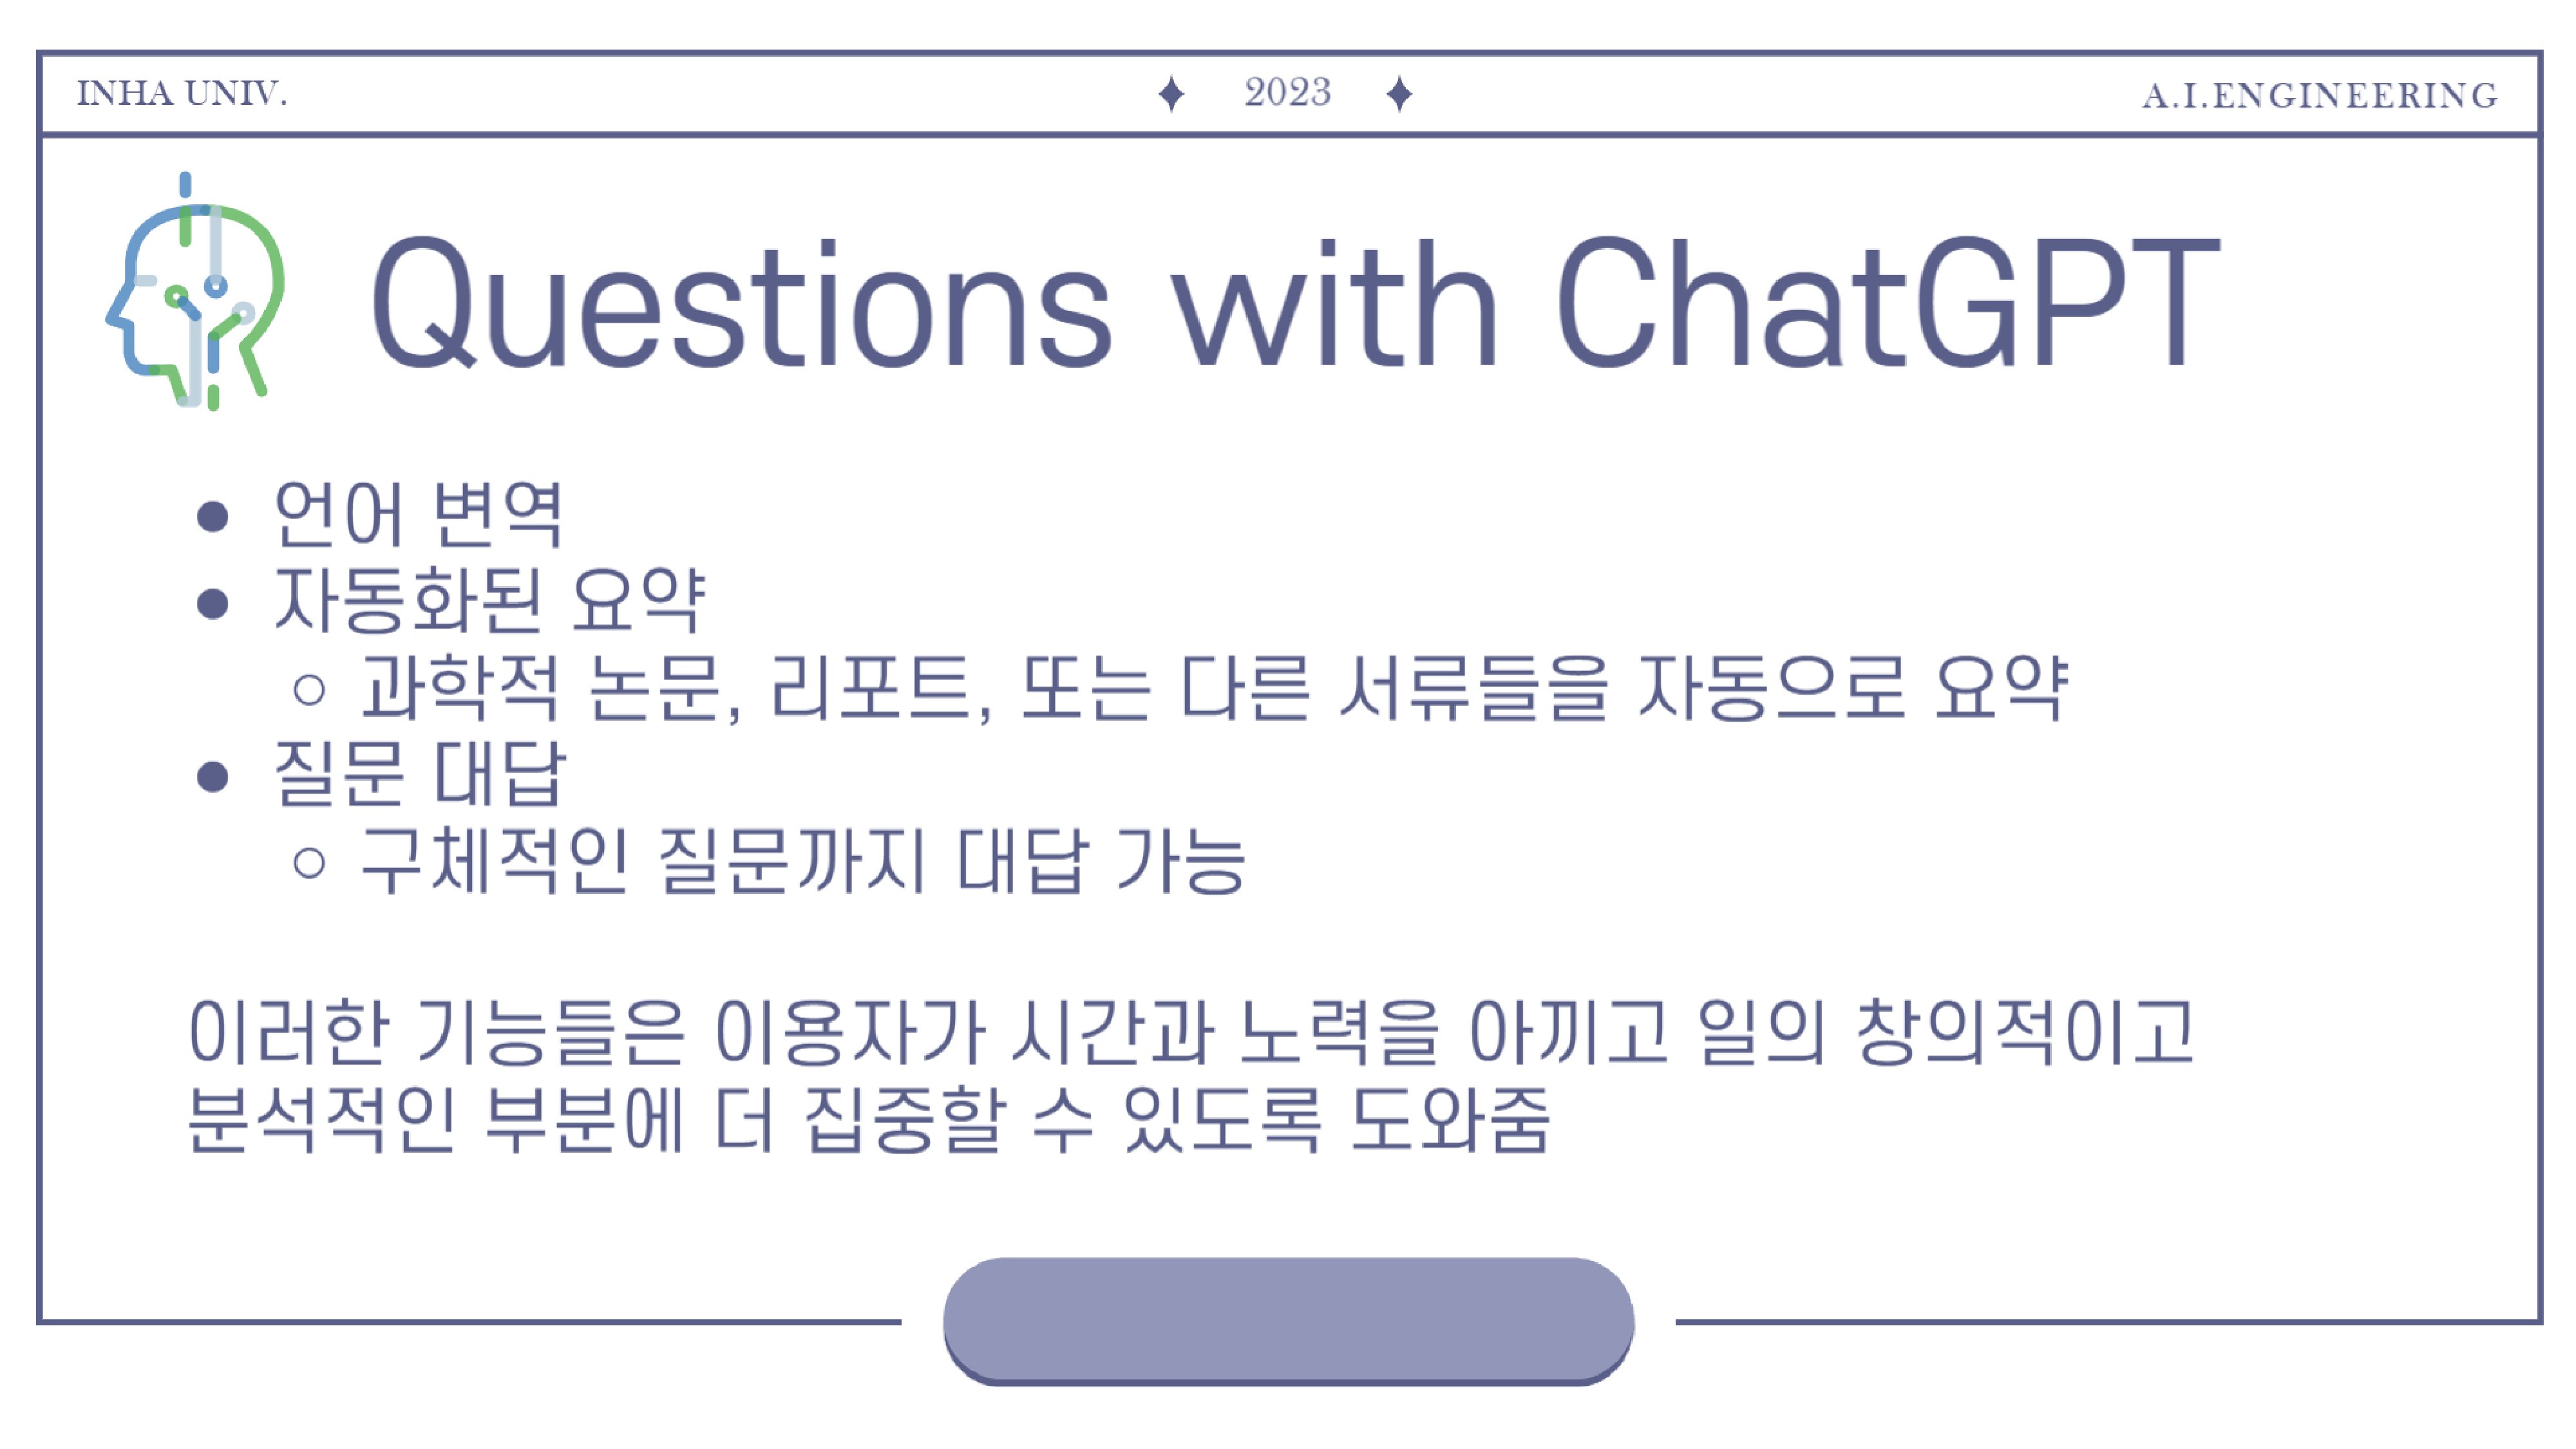 INHA UNIV.
2023
A.I.ENGINEERING
Questions with ChatGPT
● 언어 변역
● 자동화된 요약
○ 과학적 논문, 리포트, 또는 다른 서류들을 자동으로 요약
● 질문 대답
○ 구체적인 질문까지 대답 가능
이러한 기능들은 이용자가 시간과 노력을 아끼고 일의 창의적이고
분석적인 부분에 더 집중할 수 있도록 도와줌